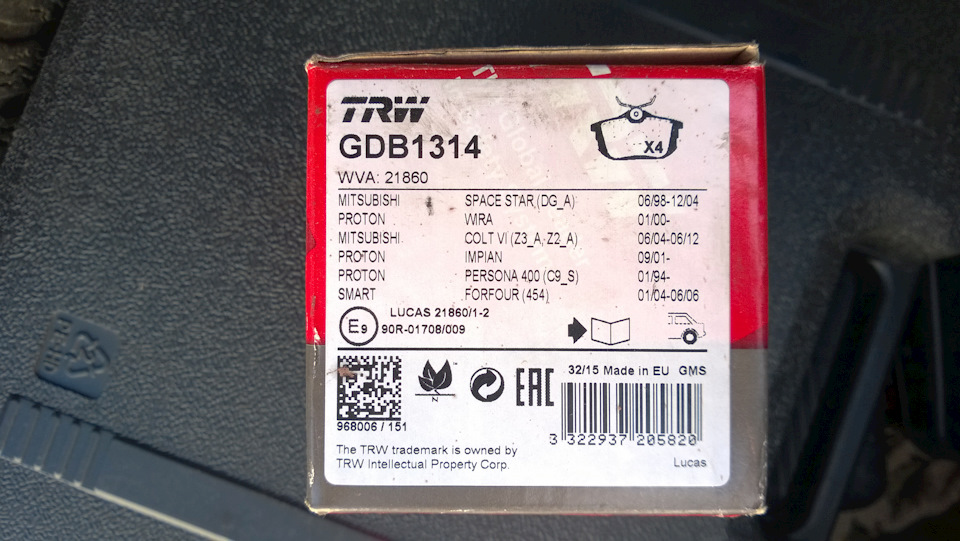 TRW
GDB1314
X4
WVA: 21860
MITSUBISHI SPACE STAR (DG_A) 06/98-12/04
PROTON WIRA 01/00-
MITSUBISHI COLT VI (Z3_A, Z2_A) 06/04-06/12
PROTON IMPIAN 09/01-
PROTON PERSONA 400 (C9_S) 01/94-
SMART FORFOUR (454) 01/04-06/06
E9 LUCAS 21860/1-2
90R-01708/009
32/15 Made in EU GMS
N
EAC
968006 / 151
3 322937 205820
The TRW trademark is owned by
TRW Intellectual Property Corp.
Lucas